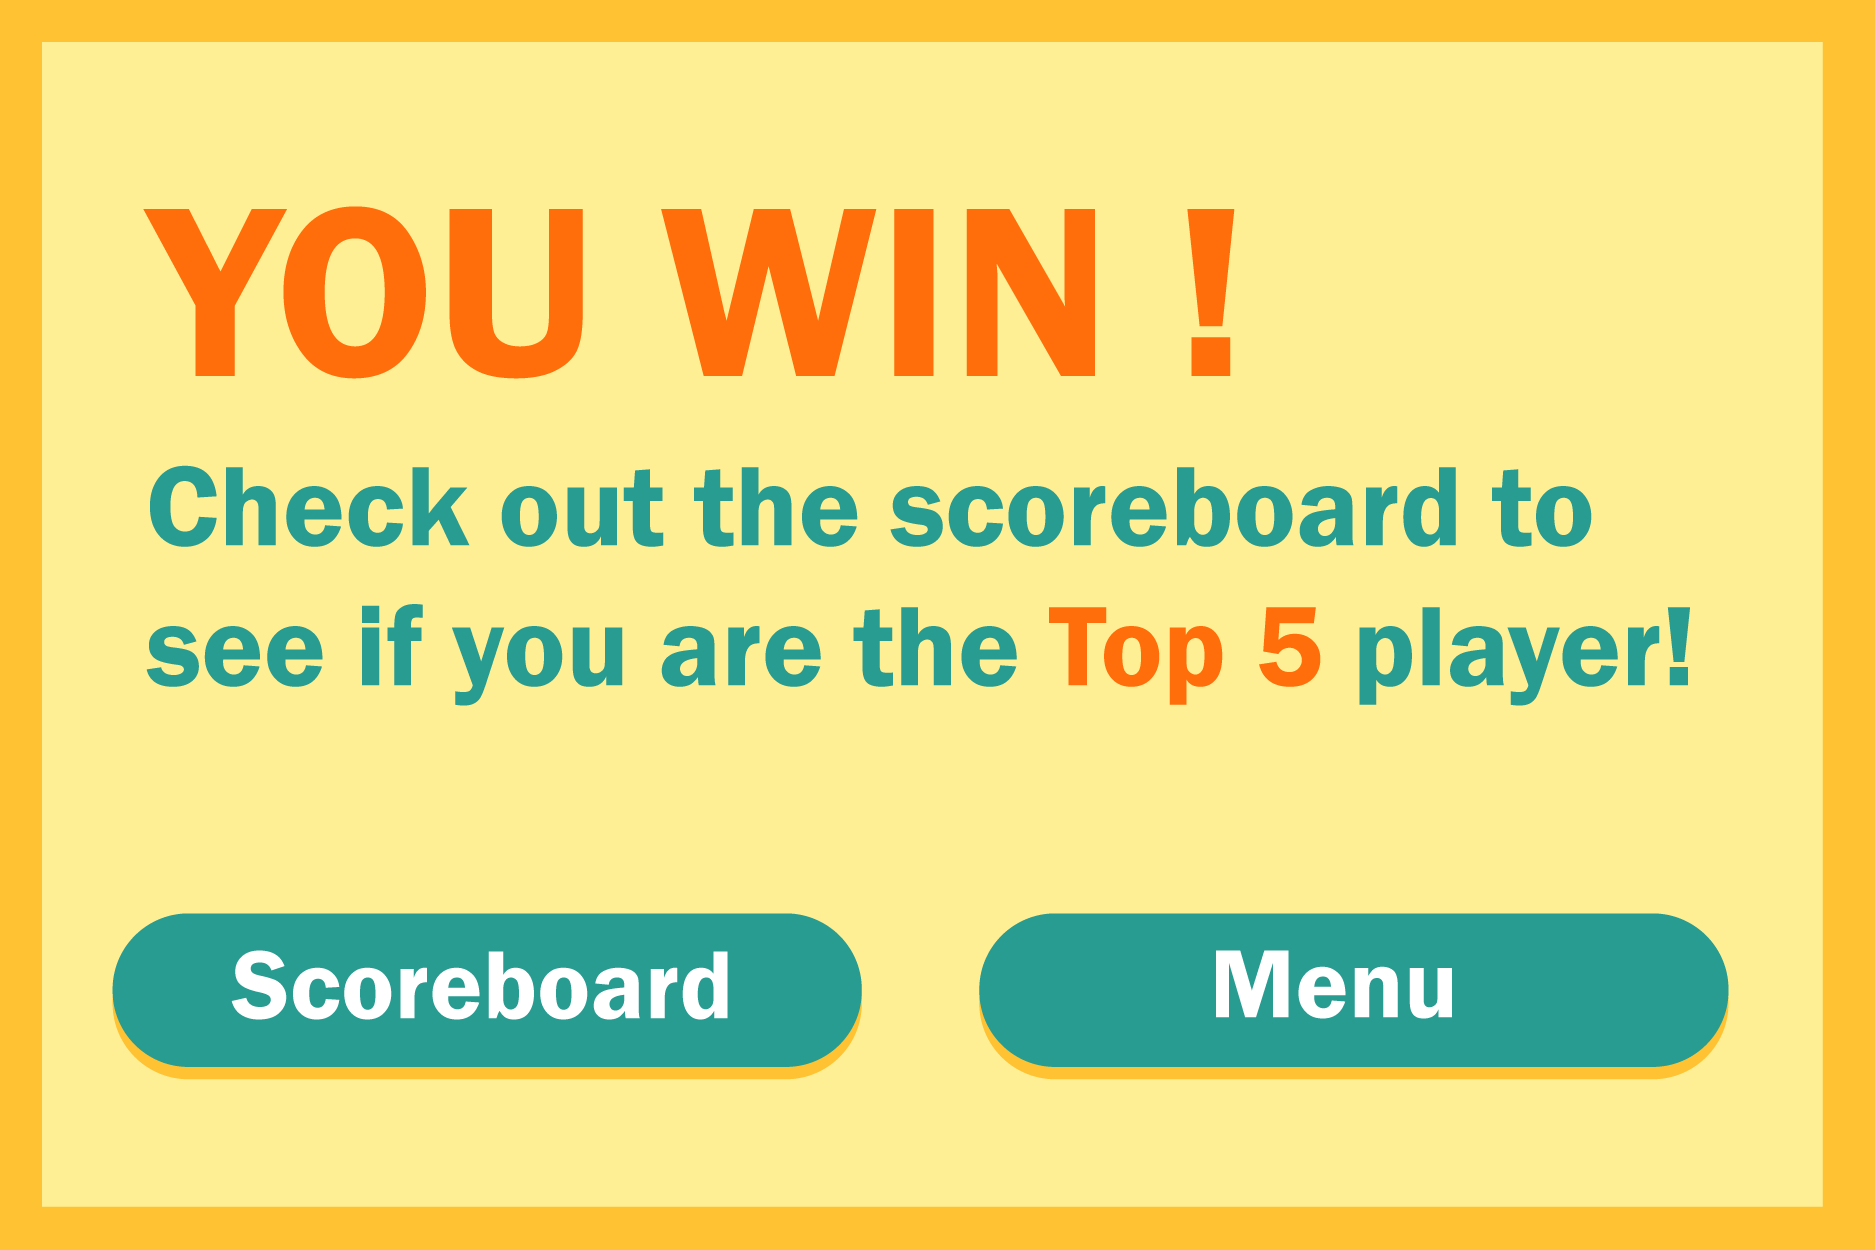 YOU WIN !
Check out the scoreboard to
see if you are the Top 5 player!
Scoreboard
Menu